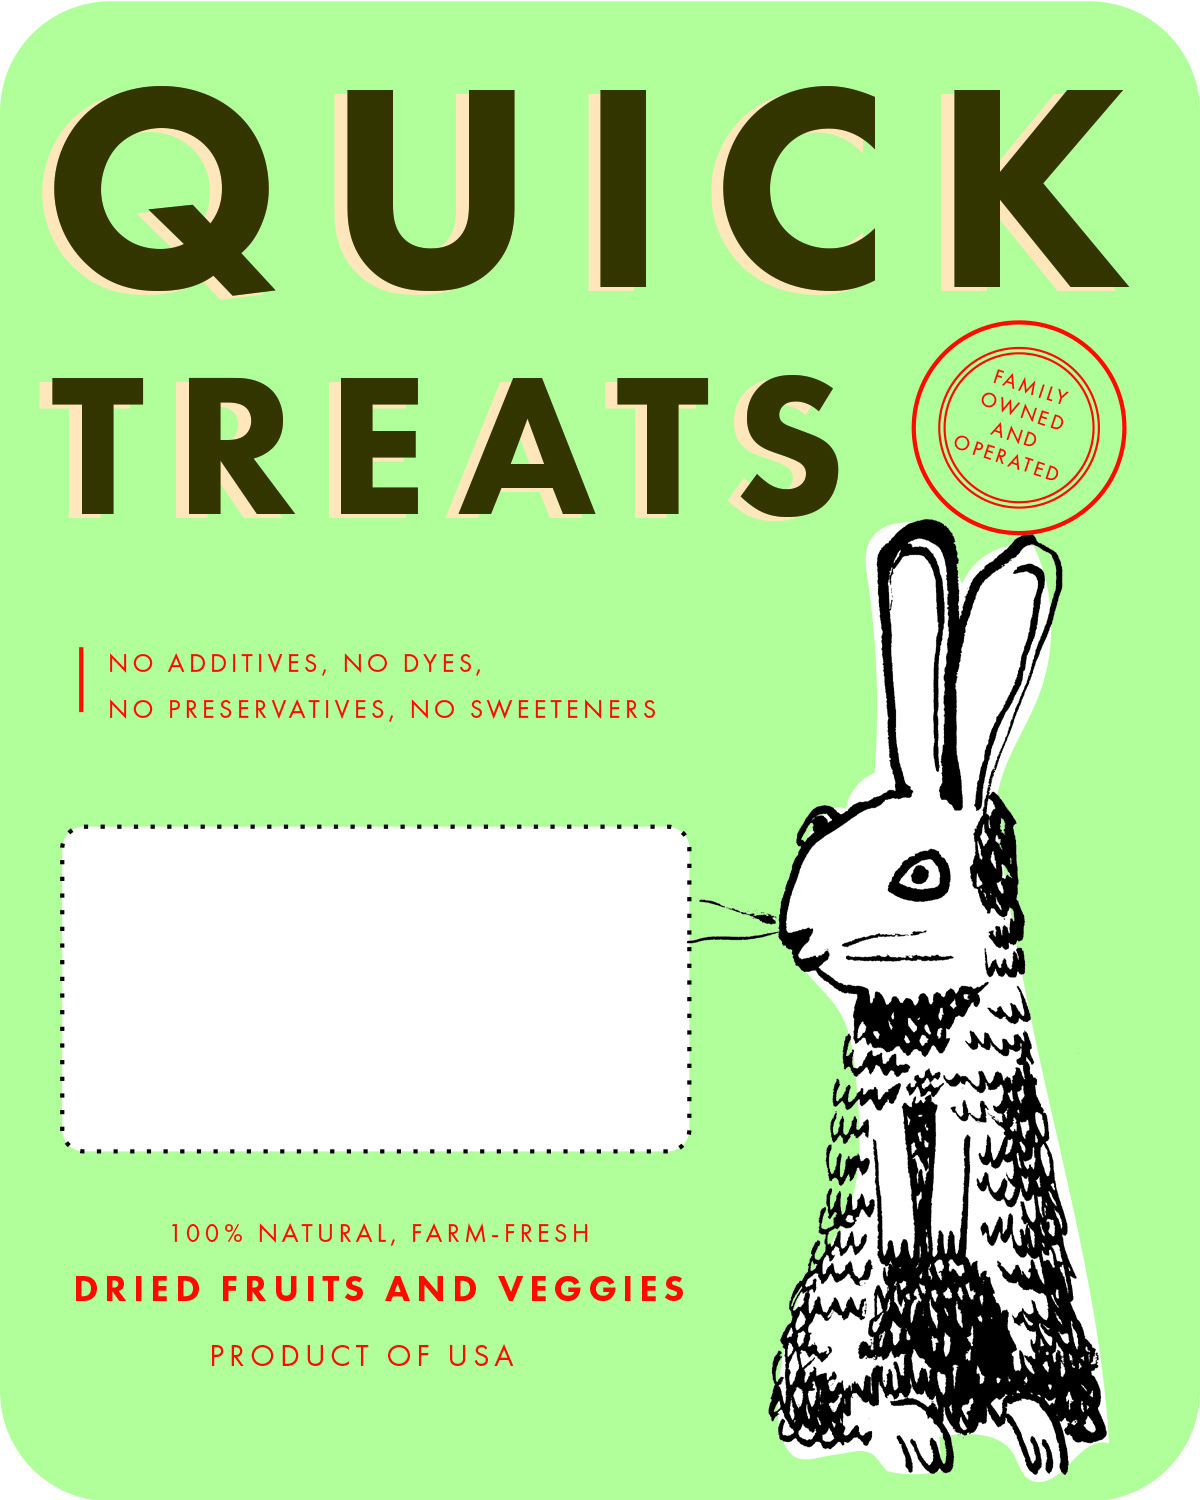 QUICK
TREATS
FAMILY
OWNED
AND
OPERATED
NO ADDITIVES, NO DYES,
NO PRESERVATIVES, NO SWEETENERS
100% NATURAL, FARM-FRESH
DRIED FRUITS AND VEGGIES
PRODUCT OF USA